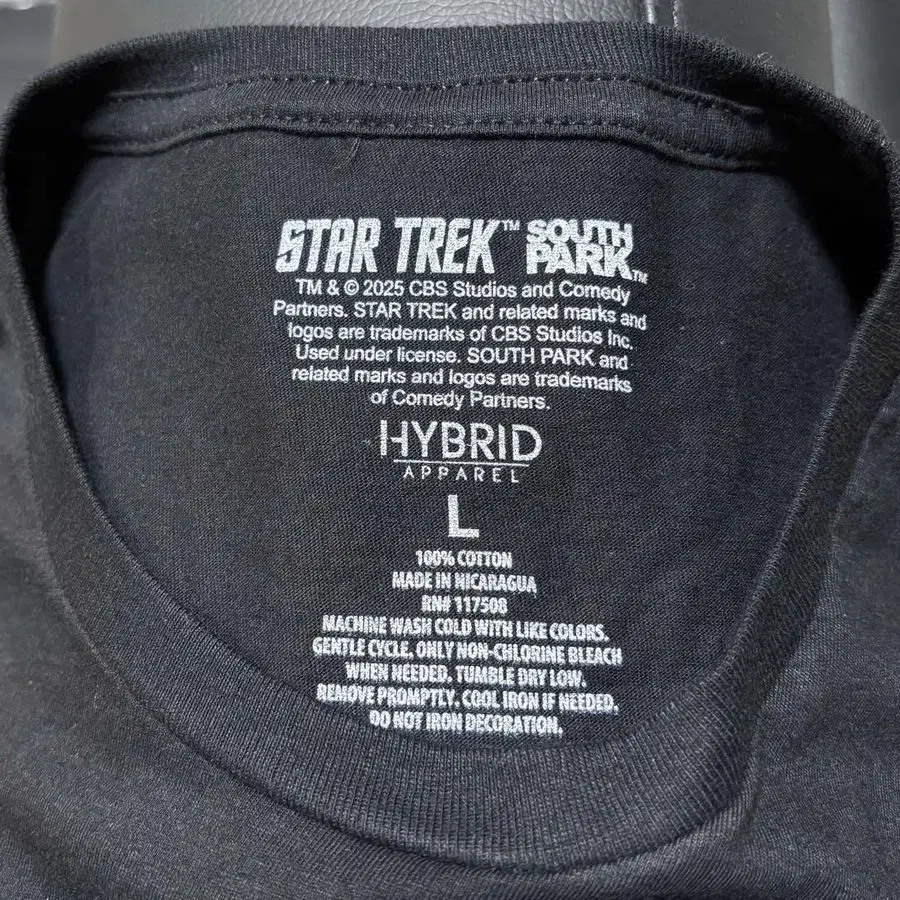 STAR TREK™ SOUTH PARK™
TM & © 2025 CBS Studios and Comedy
Partners. STAR TREK and related marks and
logos are trademarks of CBS Studios Inc.
Used under license. SOUTH PARK and
related marks and logos are trademarks
of Comedy Partners.
HYBRID
APPAREL
L
100% COTTON
MADE IN NICARAGUA
RN# 117508
MACHINE WASH COLD WITH LIKE COLORS.
GENTLE CYCLE. ONLY NON-CHLORINE BLEACH
WHEN NEEDED. TUMBLE DRY LOW.
REMOVE PROMPTLY. COOL IRON IF NEEDED.
DO NOT IRON DECORATION.